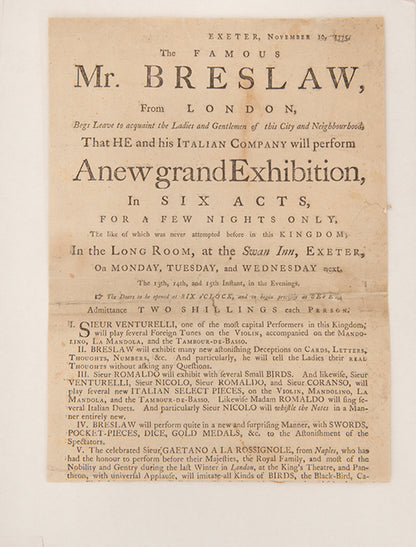 EXETER, November 10, 1775
The FAMOUS
Mr. BRESLAW,
From LONDON,
Begs Leave to acquaint the Ladies and Gentlemen of this City and Neighbourhood,
That HE and his ITALIAN COMPANY will perform
A new grand Exhibition,
In SIX ACTS,
FOR A FEW NIGHTS ONLY,
The like of which was never attempted before in this KINGDOM;
In the LONG ROOM, at the Swan Inn, EXETER,
On MONDAY, TUESDAY, and WEDNESDAY next,
The 13th, 14th, and 15th Instant, in the Evenings.
☞ The Doors to be opened at SIX o'CLOCK, and to begin precisely at
Admittance TWO SHILLINGS each PERSON.
I. SIEUR VENTURELLI, one of the most capital Performers in this Kingdom;
will play several Foreign Tunes on the VIOLIN, accompanied on the MANDO-
LINO, LA MANDOLA, and the TAMBOUR-DE-BASSO.
II. BRESLAW will exhibit many new astonishing Deceptions on CARDS, LETTERS,
THOUGHTS, NUMBERS, &c. And particularly, he will tell the Ladies their REAL
THOUGHTS without asking any Questions.
III. Sieur ROMALDO will exhibit with several Small BIRDS. And likewise, Sieur
VENTURELLI, Sieur NICOLO, Sieur ROMALDO, and Sieur GORANSO, will
play several new ITALIAN SELECT PIECES, on the VIOLIN, MANDOLINO, LA
MANDOLA, and the TAMBOUR-DE-BASSO. Likewise Madam ROMALDO will sing se-
veral Italian Duets. And particularly Sieur NICOLO will whistle the Notes in a Man-
ner entirely new.
IV. BRESLAW will perform quite in a new and surprising Manner, with SWORDS,
POCKET-PIECES, DICE, GOLD MEDALS, &c. to the Astonishment of the
Spectators.
V. The celebrated Sieur GAETANO A LA ROSSIGNOLE, from Naples, who has
had the honour to perform before their Majesties, the Royal Family, and most of the
Nobility and Gentry during the last Winter in London, at the King's Theatre, and Pan-
theon, with universal Applause, will imitate all Kinds of BIRDS, the Black-Bird, Ca-